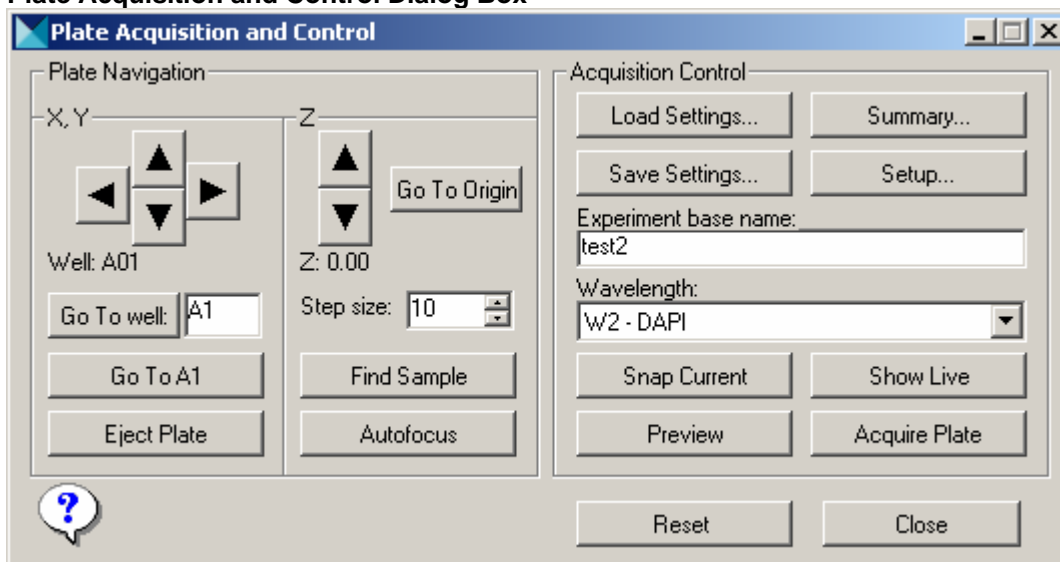 Plate Acquisition and Control Dialog Box
Plate Acquisition and Control
Plate Navigation
X, Y
Z
Go To Origin
Well: A01
Z: 0.00
Go To well:
A1
Step size:
10
Go To A1
Find Sample
Eject Plate
Autofocus
Acquisition Control
Load Settings...
Summary...
Save Settings...
Setup...
Experiment base name:
test2
Wavelength:
W2 - DAPI
Snap Current
Show Live
Preview
Acquire Plate
?
Reset
Close